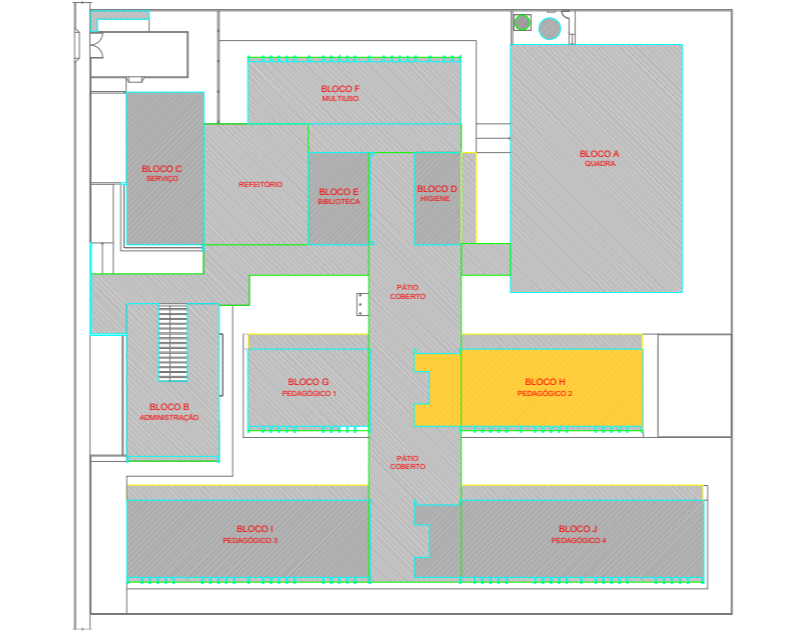 BLOCO F
MULTIUSO
BLOCO A
QUADRA
BLOCO C
SERVIÇO
REFEITÓRIO
BLOCO E
BIBLIOTECA
BLOCO D
HIGIENE
PÁTIO
COBERTO
BLOCO G
PEDAGÓGICO 1
BLOCO H
PEDAGÓGICO 2
BLOCO B
ADMINISTRAÇÃO
PÁTIO
COBERTO
BLOCO I
PEDAGÓGICO 3
BLOCO J
PEDAGÓGICO 4